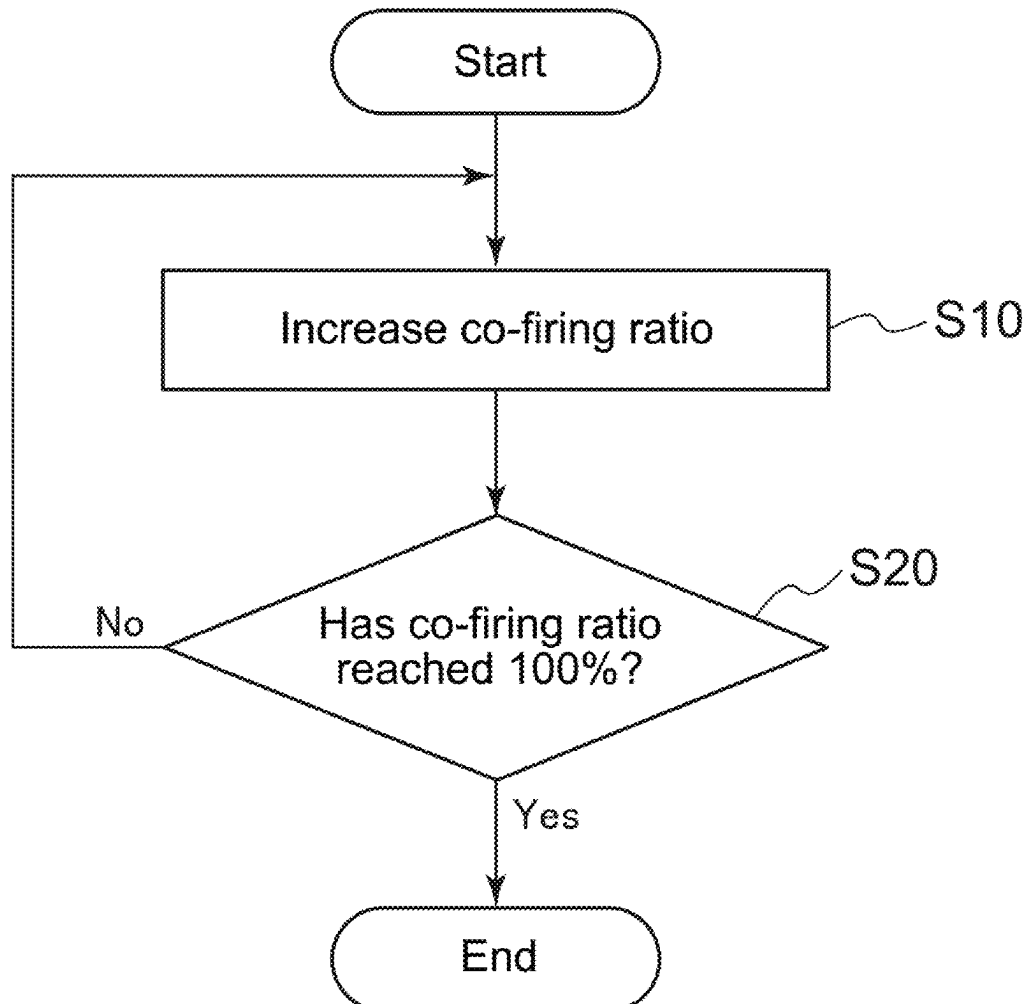 Start
Increase co-firing ratio
S10
S20
No
Has co-firing ratio
reached 100%?
Yes
End